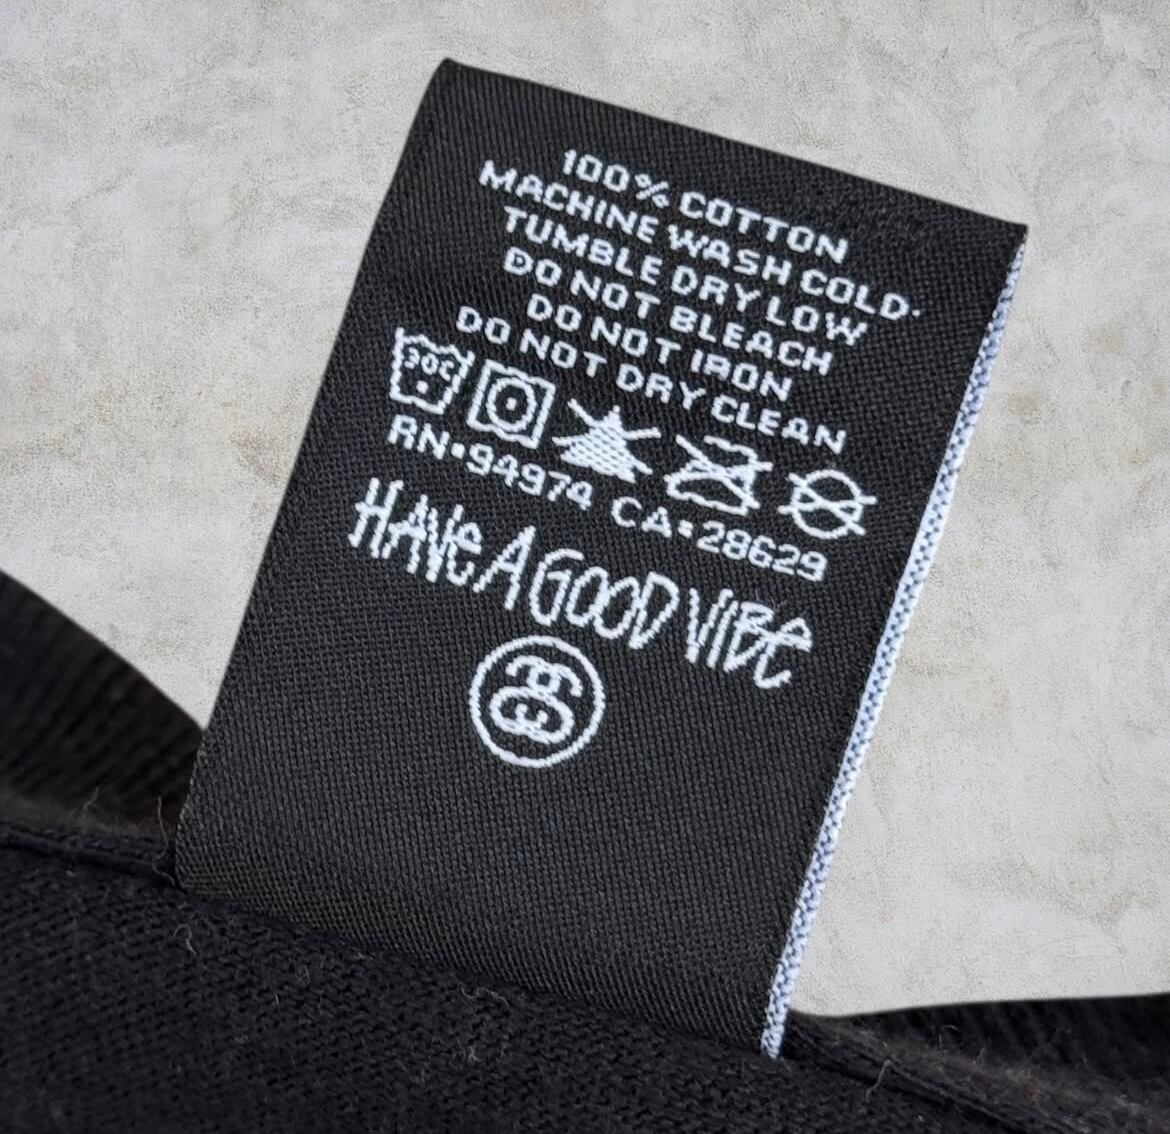 100% COTTON
MACHINE WASH COLD.
TUMBLE DRY LOW
DO NOT BLEACH
DO NOT IRON
DO NOT DRY CLEAN
30C
RN•94974 CA•28629
HAVE A GOOD VIBE